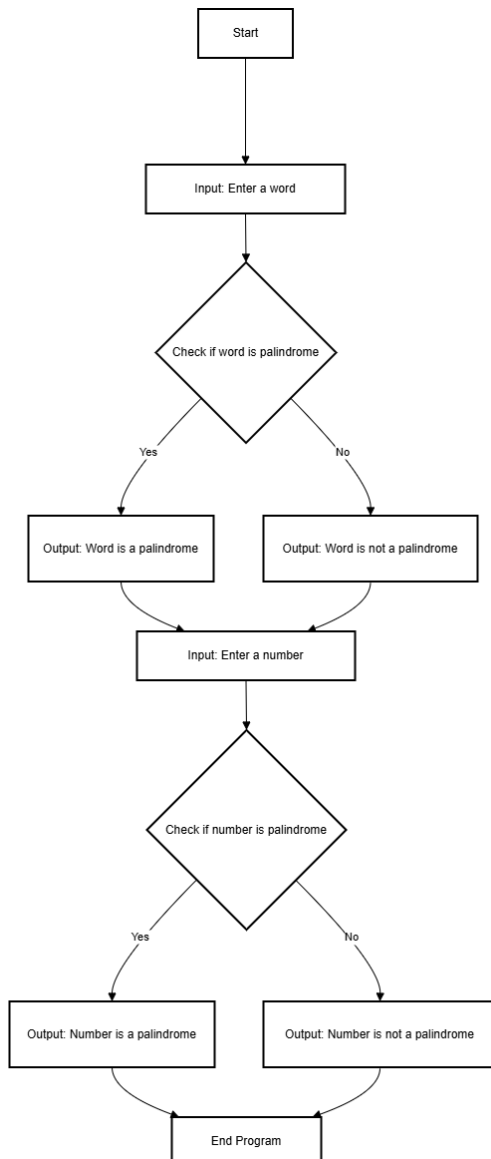 Start
Input: Enter a word
Check if word is palindrome
Yes
No
Output: Word is a palindrome
Output: Word is not a palindrome
Input: Enter a number
Check if number is palindrome
Yes
No
Output: Number is a palindrome
Output: Number is not a palindrome
End Program